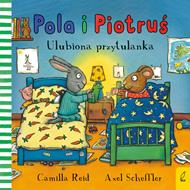 Pola i Piotruś
Ulubiona przytulanka
Camilla Reid Axel Scheffler